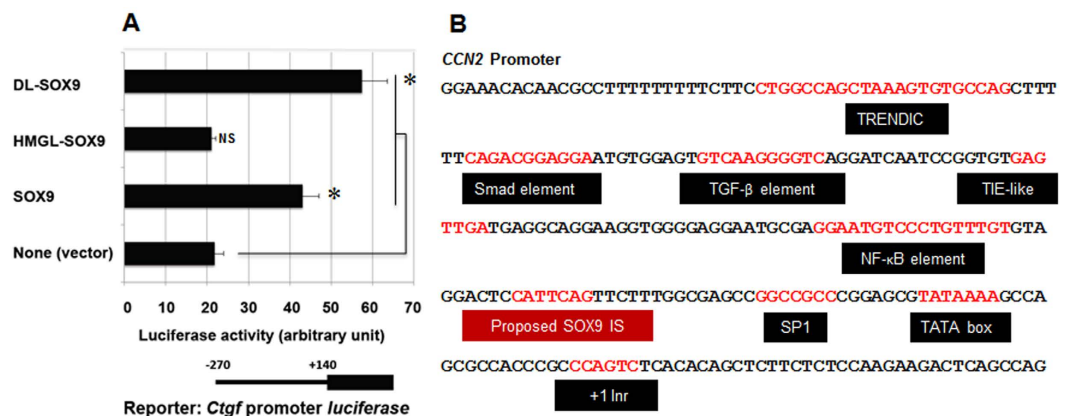 A
DL-SOX9
*
HMGL-SOX9
NS
SOX9
*
None (vector)
0 10 20 30 40 50 60 70
Luciferase activity (arbitrary unit)
-270 +140
Reporter: Ctgf promoter luciferase
B
CCN2 Promoter
GGAAACACAACGCCTTTTTTTTTCTTCCTGGCCAGCTAAAGTGTGCCAGCTTT
TRENDIC
TTCAGACGGAGGAATGTGGAGTGTCAAGGGGTCAGGATCAATCCGGTGTGAG
Smad element TGF-β element TIE-like
TTGATGAGGCAGGAAGGTGGGGAGGAATGCGAGGAATGTCCCTGTTTGTGTA
NF-κB element
GGACTCCATTCAGTTCTTTGGCGAGCCGGCCGCCCGGAGCGTATAAAAGCCA
Proposed SOX9 IS SP1 TATA box
GCGCCACCCGCCCAGTCTCACACAGCTCTTCTCTCCAAGAAGACTCAGCCAG
+1 Inr